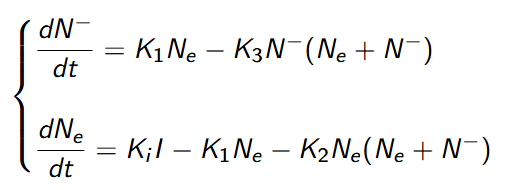 dN⁻/dt = K₁Nₑ − K₃N⁻(Nₑ + N⁻)
dNₑ/dt = KᵢI − K₁Nₑ − K₂Nₑ(Nₑ + N⁻)